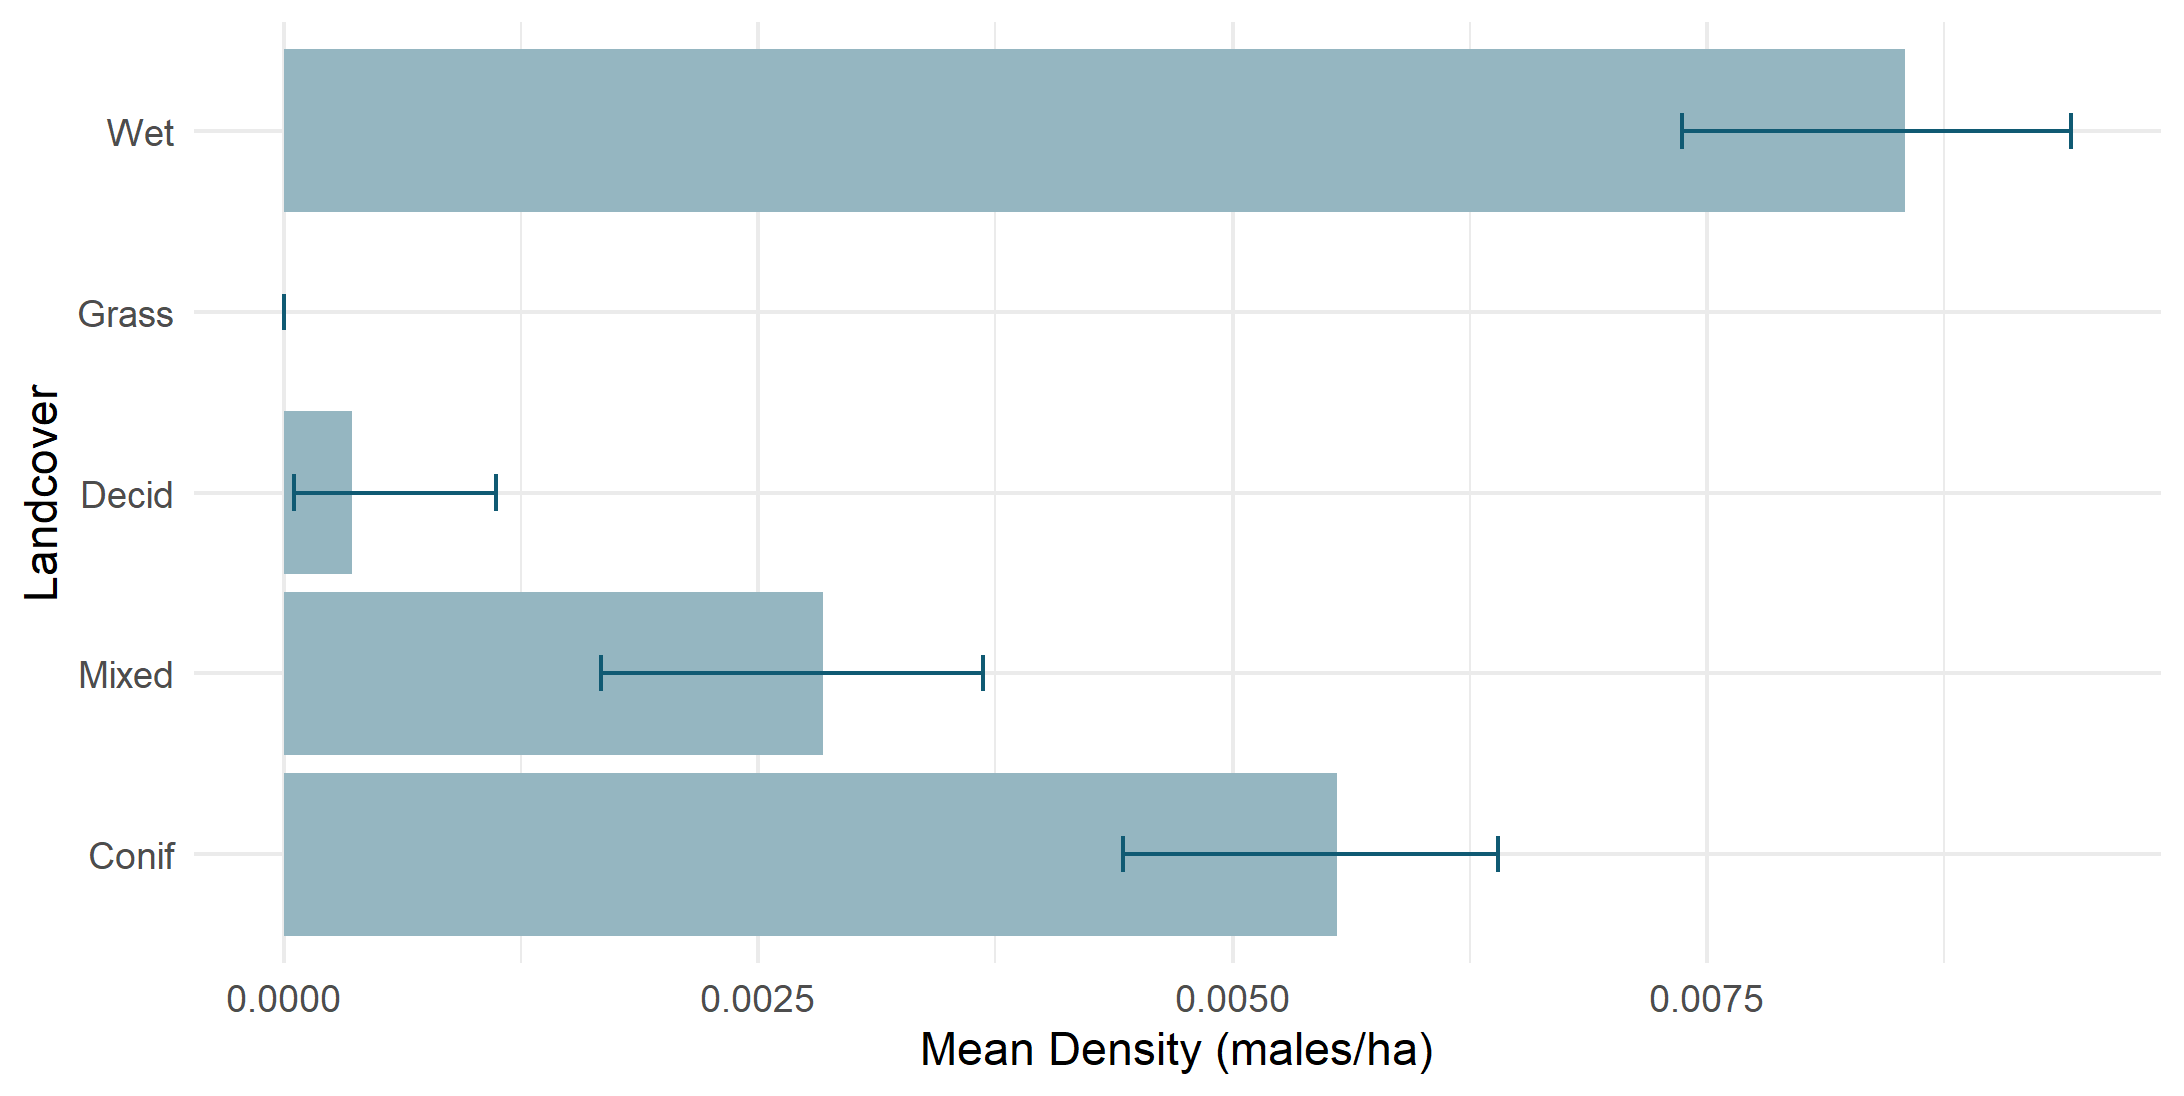 Wet
Grass
Decid
Mixed
Conif
Landcover
0.0000 0.0025 0.0050 0.0075
Mean Density (males/ha)